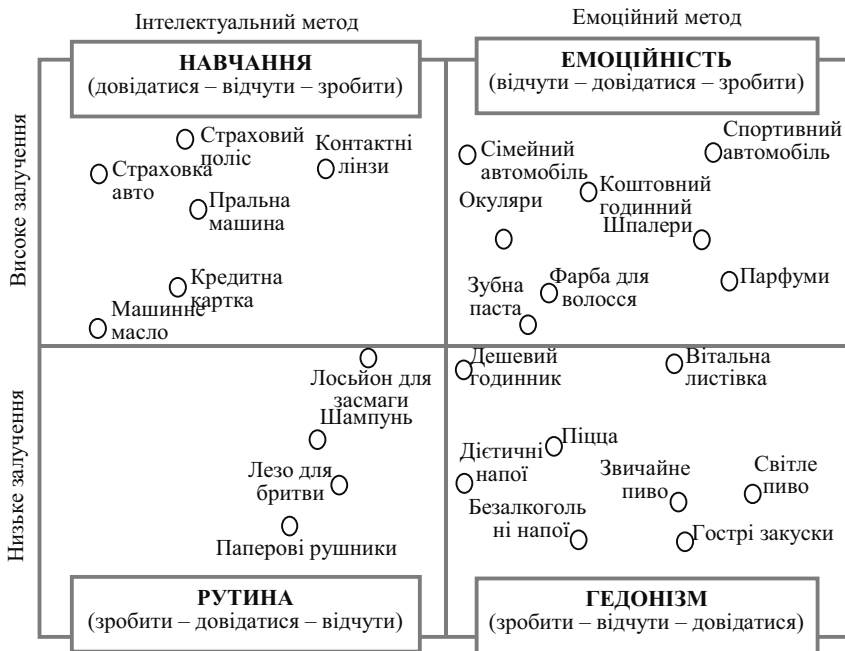 Інтелектуальний метод
Емоційний метод
НАВЧАННЯ
(довідатися – відчути – зробити)
ЕМОЦІЙНІСТЬ
(відчути – довідатися – зробити)
Високе залучення
Страховий
поліс
Страховка
авто
Контактні
лінзи
Пральна
машина
Кредитна
картка
Машинне
масло
Сімейний
автомобіль
Спортивний
автомобіль
Коштовний
годинний
Окуляри
Шпалери
Фарба для
волосся
Парфуми
Зубна
паста
Низьке залучення
Лосьйон для
засмаги
Шампунь
Лезо для
бритви
Паперові рушники
Дешевий
годинник
Вітальна
листівка
Піцца
Дієтичні
напої
Звичайне
пиво
Світле
пиво
Безалкоголь
ні напої
Гострі закуски
РУТИНА
(зробити – довідатися – відчути)
ГЕДОНІЗМ
(зробити – відчути – довідатися)